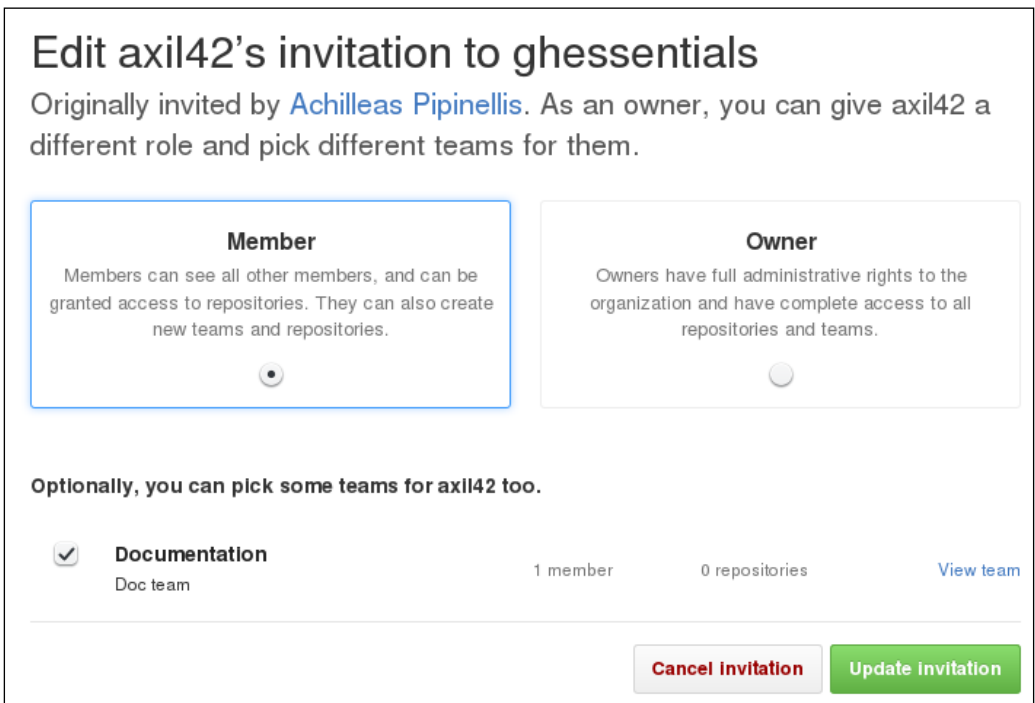 Edit axil42’s invitation to ghessentials
Originally invited by Achilleas Pipinellis. As an owner, you can give axil42 a
different role and pick different teams for them.
Member
Members can see all other members, and can be
granted access to repositories. They can also create
new teams and repositories.
Owner
Owners have full administrative rights to the
organization and have complete access to all
repositories and teams.
Optionally, you can pick some teams for axil42 too.
Documentation
Doc team
1 member
0 repositories
View team
Cancel invitation
Update invitation